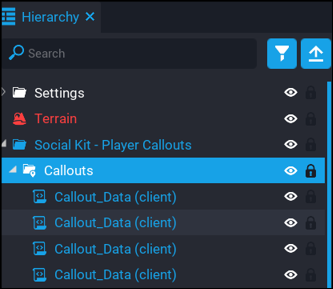 Hierarchy
Search
Settings
Terrain
Social Kit - Player Callouts
Callouts
Callout_Data (client)
Callout_Data (client)
Callout_Data (client)
Callout_Data (client)